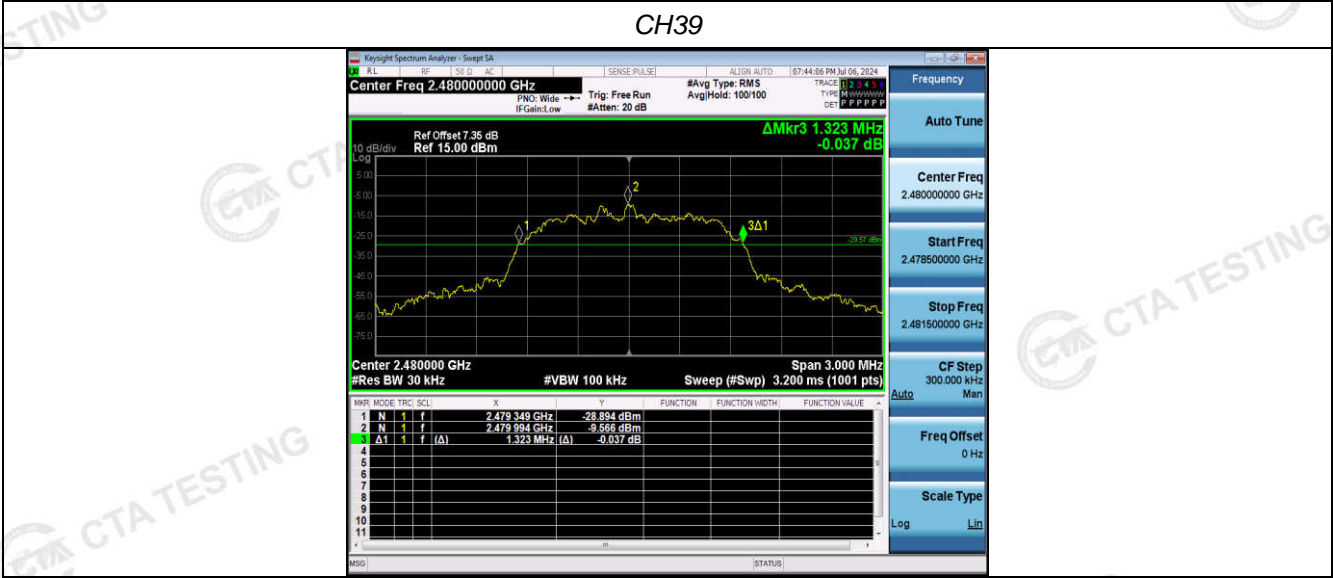 CH39
Keysight Spectrum Analyzer - Swept SA
RL RF 50 Ω AC SENSE:PULSE ALIGN AUTO 07:44:06 PM Jul 06, 2024
Center Freq 2.480000000 GHz
PNO: Wide
IFGain:Low
Trig: Free Run
#Atten: 20 dB
#Avg Type: RMS
Avg|Hold: 100/100
TRACE 1 2 3 4 5 6
TYPE M WWWWW
DET P P P P P P
Frequency
Auto Tune
Center Freq
2.480000000 GHz
Start Freq
2.478500000 GHz
Stop Freq
2.481500000 GHz
CF Step
300.000 kHz
Auto Man
Freq Offset
0 Hz
Scale Type
Log Lin
Ref Offset 7.35 dB
10 dB/div Ref 15.00 dBm
Log
ΔMkr3 1.323 MHz
-0.037 dB
5.00
-5.00
-15.0
-25.0
-35.0
-45.0
-55.0
-65.0
-75.0
1
2
3Δ1
-29.57 dBm
Center 2.480000 GHz Span 3.000 MHz
#Res BW 30 kHz #VBW 100 kHz Sweep (#Swp) 3.200 ms (1001 pts)
MKR MODE TRC SCL X Y FUNCTION FUNCTION WIDTH FUNCTION VALUE
1 N 1 f 2.479 349 GHz -28.894 dBm
2 N 1 f 2.479 994 GHz -9.566 dBm
3 Δ1 1 f (Δ) 1.323 MHz (Δ) -0.037 dB
4
5
6
7
8
9
10
11
MSG STATUS
CTA TESTING
CTA TESTING